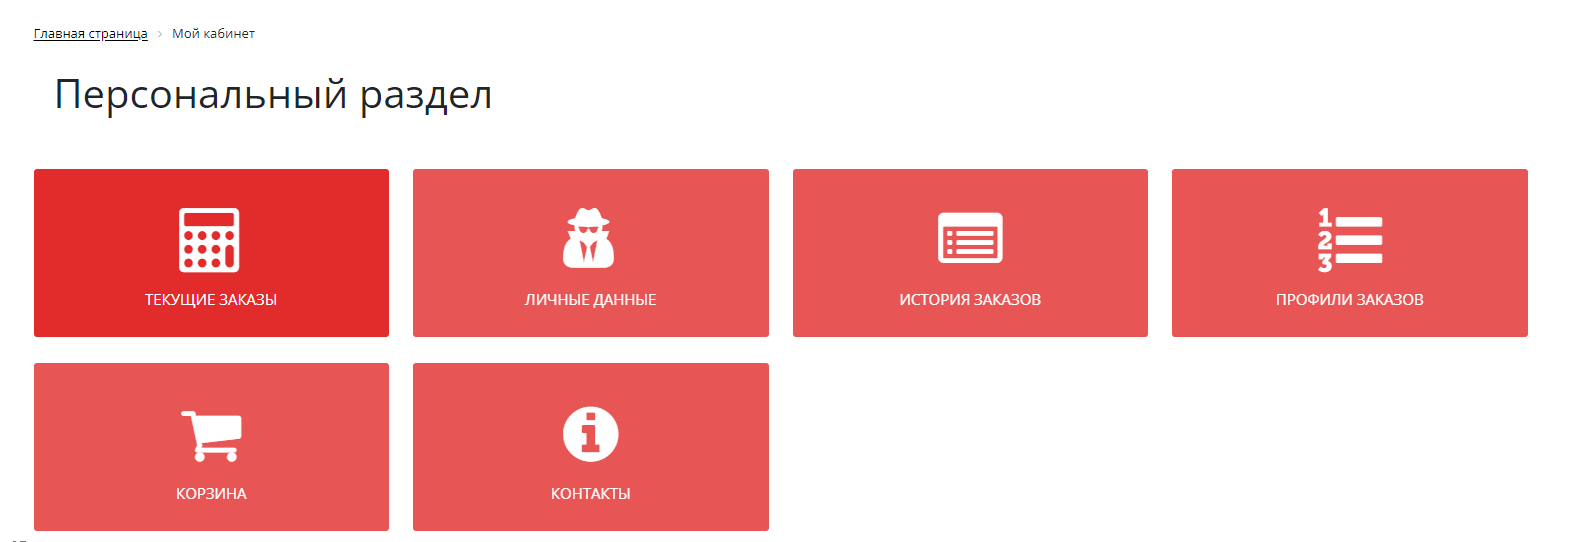 Главная страница › Мой кабинет
Персональный раздел
ТЕКУЩИЕ ЗАКАЗЫ
ЛИЧНЫЕ ДАННЫЕ
ИСТОРИЯ ЗАКАЗОВ
1
2
3
ПРОФИЛИ ЗАКАЗОВ
КОРЗИНА
КОНТАКТЫ